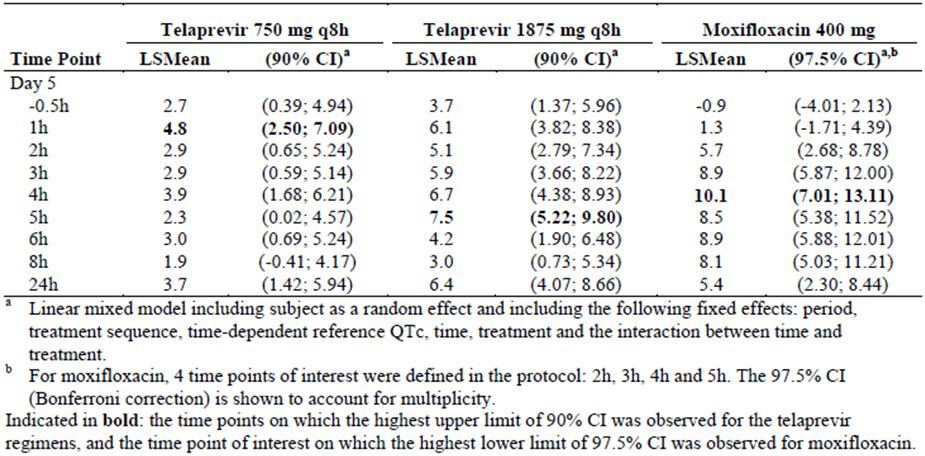 Telaprevir 750 mg q8h Telaprevir 1875 mg q8h Moxifloxacin 400 mg
Time Point LSMean (90% CI)a LSMean (90% CI)a LSMean (97.5% CI)a,b
Day 5
-0.5h 2.7 (0.39; 4.94) 3.7 (1.37; 5.96) -0.9 (-4.01; 2.13)
1h 4.8 (2.50; 7.09) 6.1 (3.82; 8.38) 1.3 (-1.71; 4.39)
2h 2.9 (0.65; 5.24) 5.1 (2.79; 7.34) 5.7 (2.68; 8.78)
3h 2.9 (0.59; 5.14) 5.9 (3.66; 8.22) 8.9 (5.87; 12.00)
4h 3.9 (1.68; 6.21) 6.7 (4.38; 8.93) 10.1 (7.01; 13.11)
5h 2.3 (0.02; 4.57) 7.5 (5.22; 9.80) 8.5 (5.38; 11.52)
6h 3.0 (0.69; 5.24) 4.2 (1.90; 6.48) 8.9 (5.88; 12.01)
8h 1.9 (-0.41; 4.17) 3.0 (0.73; 5.34) 8.1 (5.03; 11.21)
24h 3.7 (1.42; 5.94) 6.4 (4.07; 8.66) 5.4 (2.30; 8.44)
a Linear mixed model including subject as a random effect and including the following fixed effects: period,
treatment sequence, time-dependent reference QTc, time, treatment and the interaction between time and
treatment.
b For moxifloxacin, 4 time points of interest were defined in the protocol: 2h, 3h, 4h and 5h. The 97.5% CI
(Bonferroni correction) is shown to account for multiplicity.
Indicated in bold: the time points on which the highest upper limit of 90% CI was observed for the telaprevir
regimens, and the time point of interest on which the highest lower limit of 97.5% CI was observed for moxifloxacin.